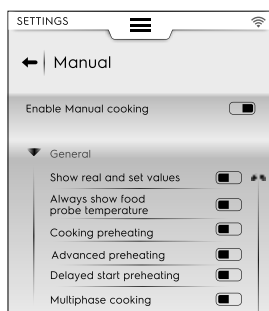 SETTINGS
Manual
Enable Manual cooking
General
Show real and set values
Always show food
probe temperature
Cooking preheating
Advanced preheating
Delayed start preheating
Multiphase cooking